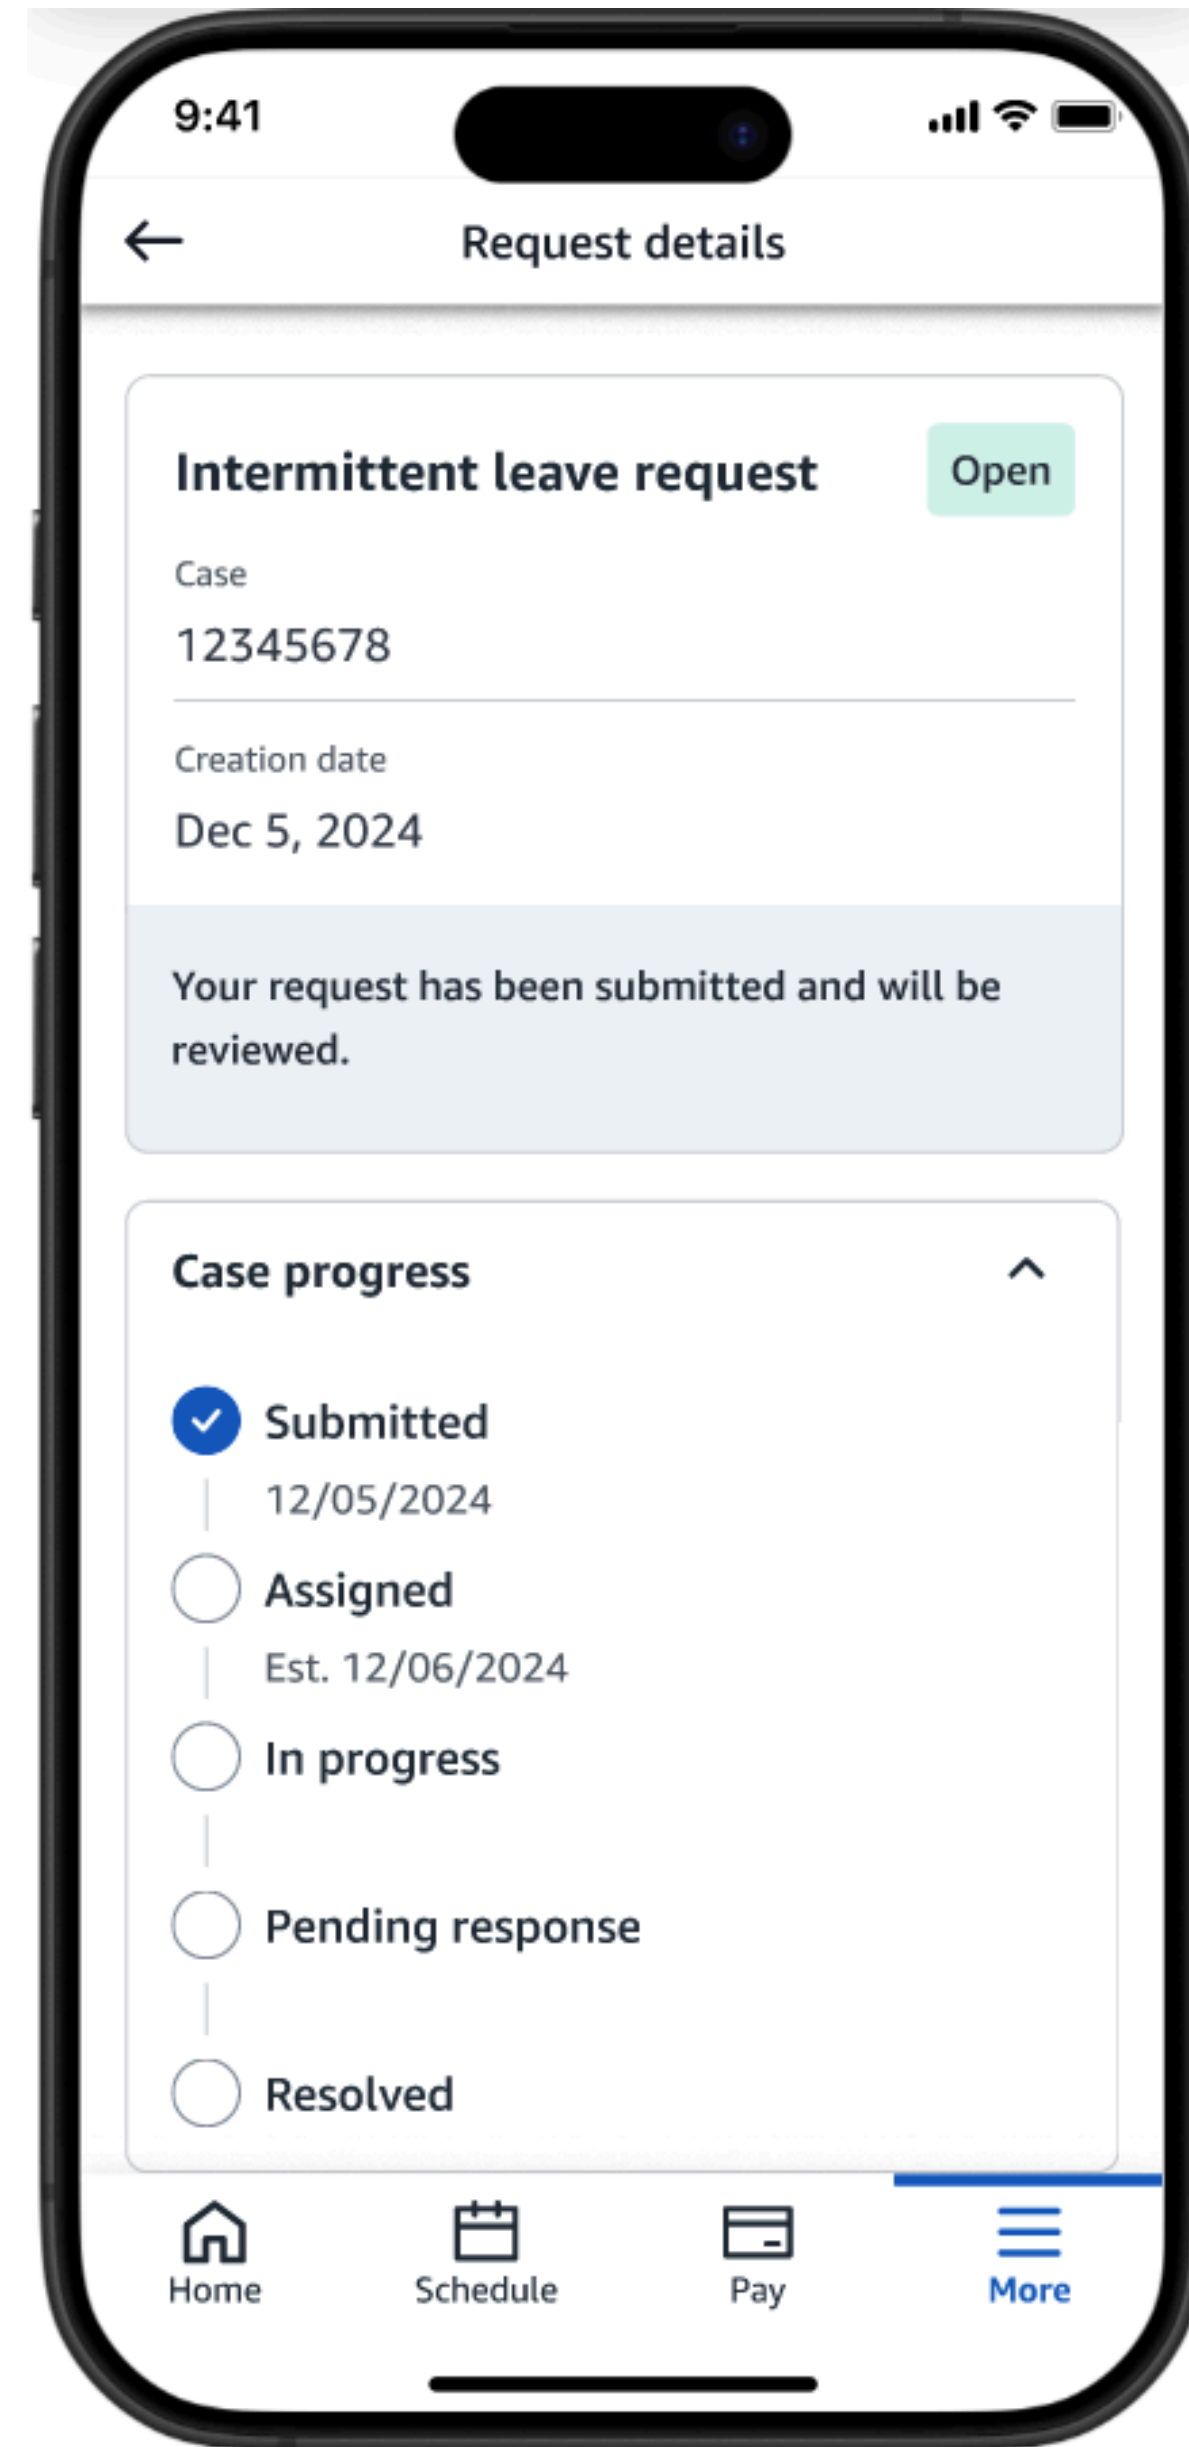 9:41
Request details
Intermittent leave request
Open
Case
12345678
Creation date
Dec 5, 2024
Your request has been submitted and will be
reviewed.
Case progress
Submitted
12/05/2024
Assigned
Est. 12/06/2024
In progress
Pending response
Resolved
Home
Schedule
Pay
More